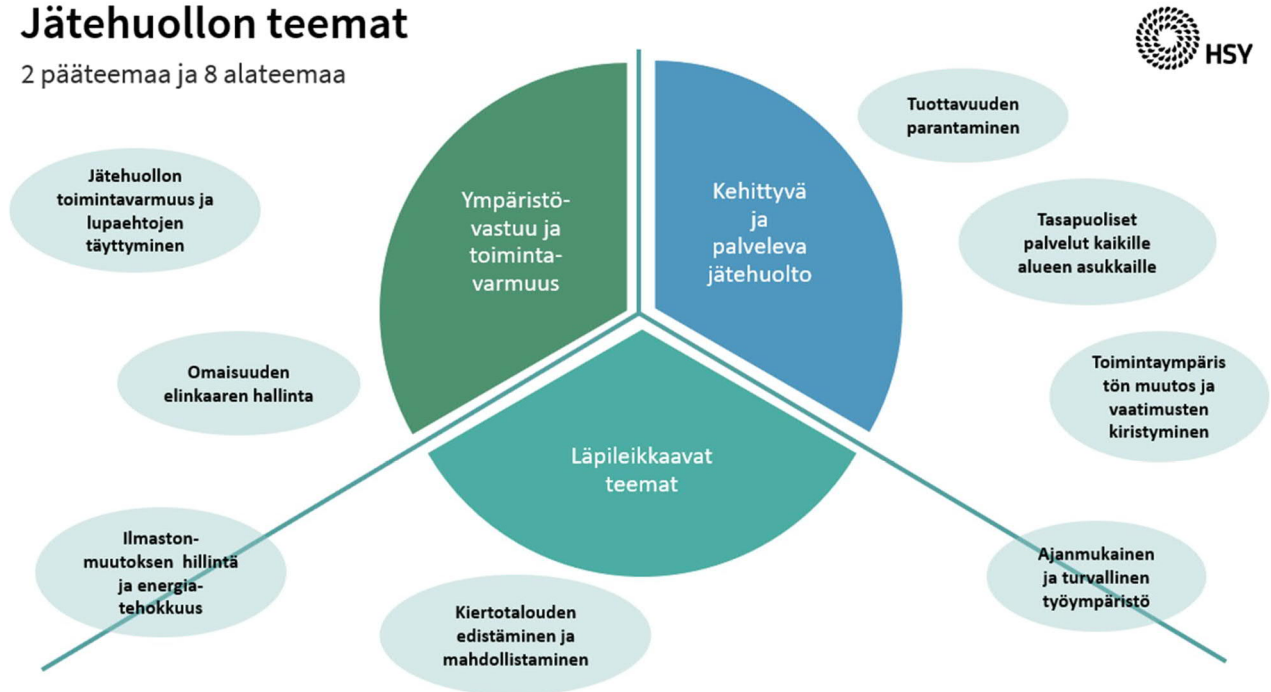 Jätehuollon teemat
2 pääteemaa ja 8 alateemaa
HSY
Jätehuollon
toimintavarmuus ja
lupaehtojen
täyttyminen
Omaisuuden
elinkaaren hallinta
Ilmaston-
muutoksen hillintä
ja energia-
tehokkuus
Ympäristö-
vastuu ja
toiminta-
varmuus
Kehittyvä
ja
palveleva
jätehuolto
Läpileikkaavat
teemat
Kiertotalouden
edistäminen ja
mahdollistaminen
Tuottavuuden
parantaminen
Tasapuoliset
palvelut kaikille
alueen asukkaille
Toimintaympäris
tön muutos ja
vaatimusten
kiristyminen
Ajanmukainen
ja turvallinen
työympäristö